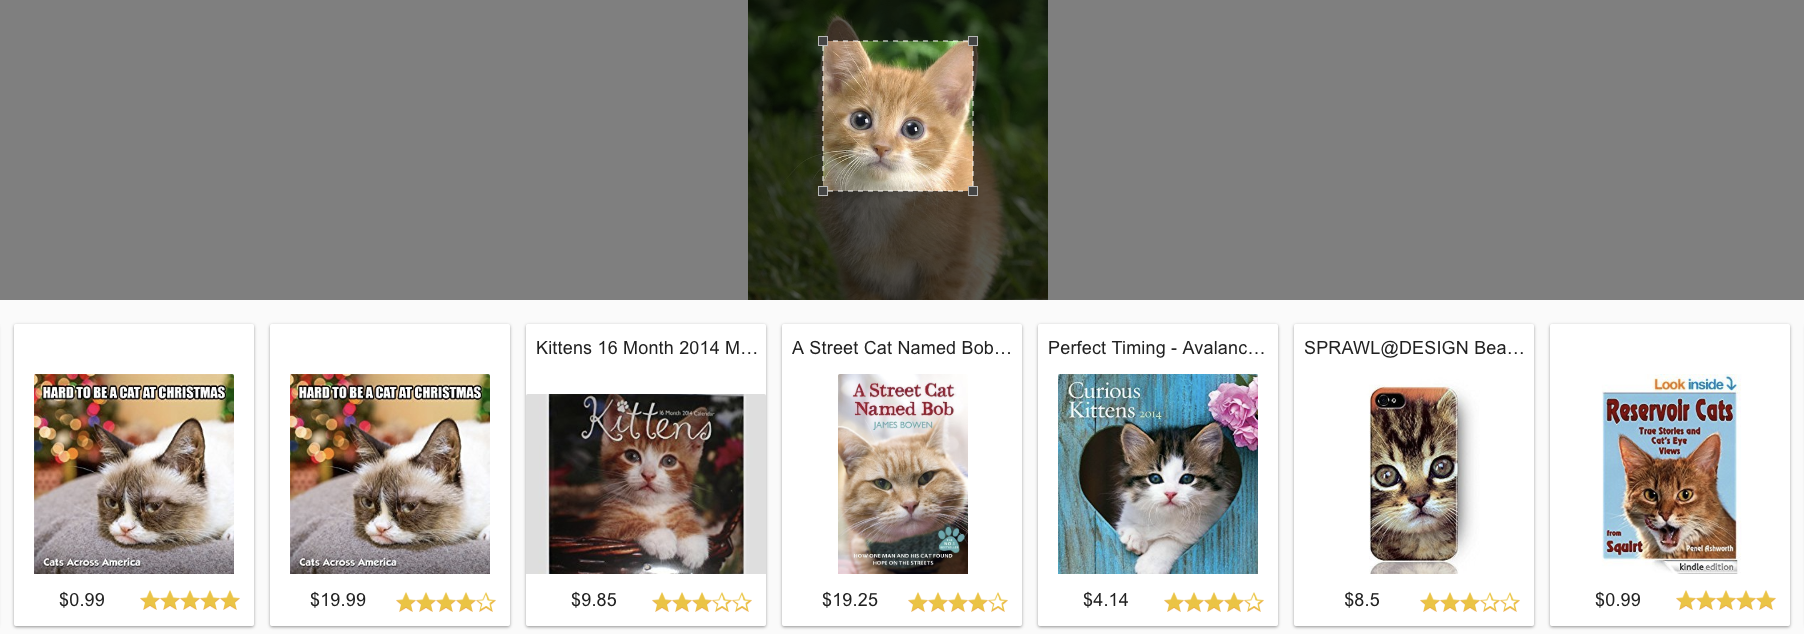 Kittens 16 Month 2014 M...
A Street Cat Named Bob...
Perfect Timing - Avalanc...
SPRAWL@DESIGN Bea...
HARD TO BE A CAT AT CHRISTMAS
Cats Across America
HARD TO BE A CAT AT CHRISTMAS
Cats Across America
Kittens
16 Month 2014 Calendar
A Street Cat
Named Bob
JAMES BOWEN
HOW ONE MAN AND HIS CAT FOUND
HOPE ON THE STREETS
Curious
Kittens 2014
Look inside
Reservoir Cats
True Stories and
Cat's Eye
Views
from
Squirt
Penel Ashworth
kindle edition
$0.99
$19.99
$9.85
$19.25
$4.14
$8.5
$0.99